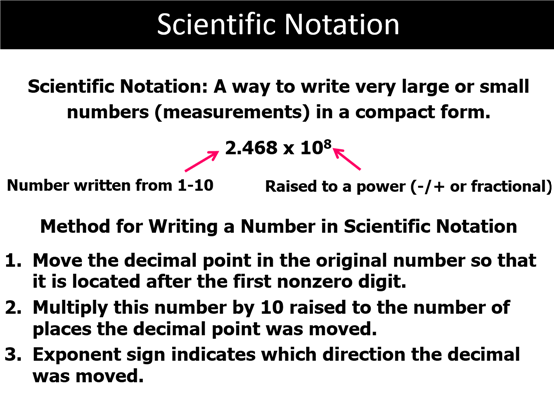 Scientific Notation
Scientific Notation: A way to write very large or small
numbers (measurements) in a compact form.
2.468 x 10⁸
Number written from 1-10
Raised to a power (-/+ or fractional)
Method for Writing a Number in Scientific Notation
1. Move the decimal point in the original number so that
it is located after the first nonzero digit.
2. Multiply this number by 10 raised to the number of
places the decimal point was moved.
3. Exponent sign indicates which direction the decimal
was moved.